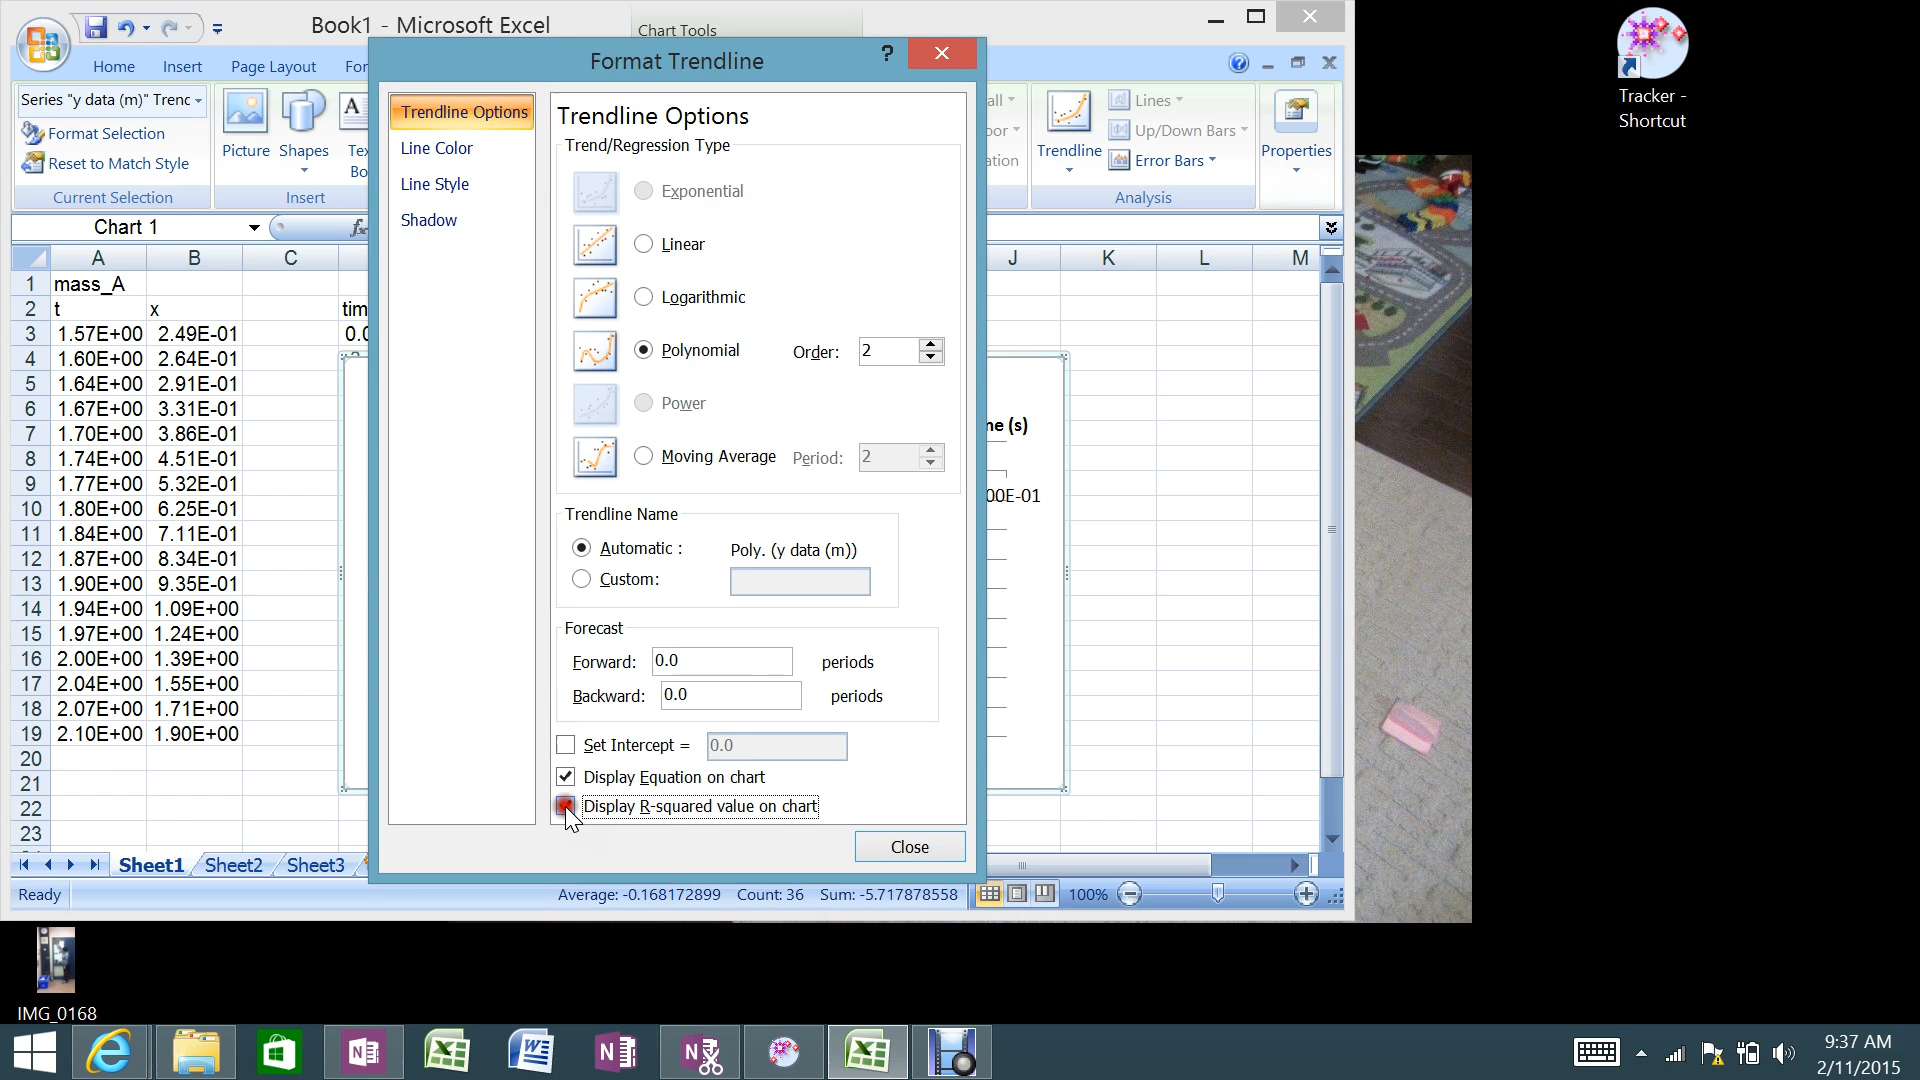 Book1 - Microsoft Excel
Chart Tools
Format Trendline
?
Home Insert Page Layout For
Series "y data (m)" Trenc
Format Selection
Reset to Match Style
Current Selection
Picture
Shapes
Insert
Trendline
Lines
Up/Down Bars
Error Bars
Analysis
Properties
Chart 1
fx
A B C J K L M
1 mass_A
2 t x tim
3 1.57E+00 2.49E-01 0.0
4 1.60E+00 2.64E-01
5 1.64E+00 2.91E-01
6 1.67E+00 3.31E-01
7 1.70E+00 3.86E-01
8 1.74E+00 4.51E-01
9 1.77E+00 5.32E-01
10 1.80E+00 6.25E-01
11 1.84E+00 7.11E-01
12 1.87E+00 8.34E-01
13 1.90E+00 9.35E-01
14 1.94E+00 1.09E+00
15 1.97E+00 1.24E+00
16 2.00E+00 1.39E+00
17 2.04E+00 1.55E+00
18 2.07E+00 1.71E+00
19 2.10E+00 1.90E+00
20
21
22
23
ne (s)
00E-01
Trendline Options
Line Color
Line Style
Shadow
Trendline Options
Trend/Regression Type
Exponential
Linear
Logarithmic
Polynomial Order: 2
Power
Moving Average Period: 2
Trendline Name
Automatic : Poly. (y data (m))
Custom:
Forecast
Forward: 0.0 periods
Backward: 0.0 periods
Set Intercept = 0.0
Display Equation on chart
Display R-squared value on chart
Close
Sheet1 Sheet2 Sheet3
Ready
Average: -0.168172899 Count: 36 Sum: -5.717878558
100%
Tracker -
Shortcut
IMG_0168
9:37 AM
2/11/2015